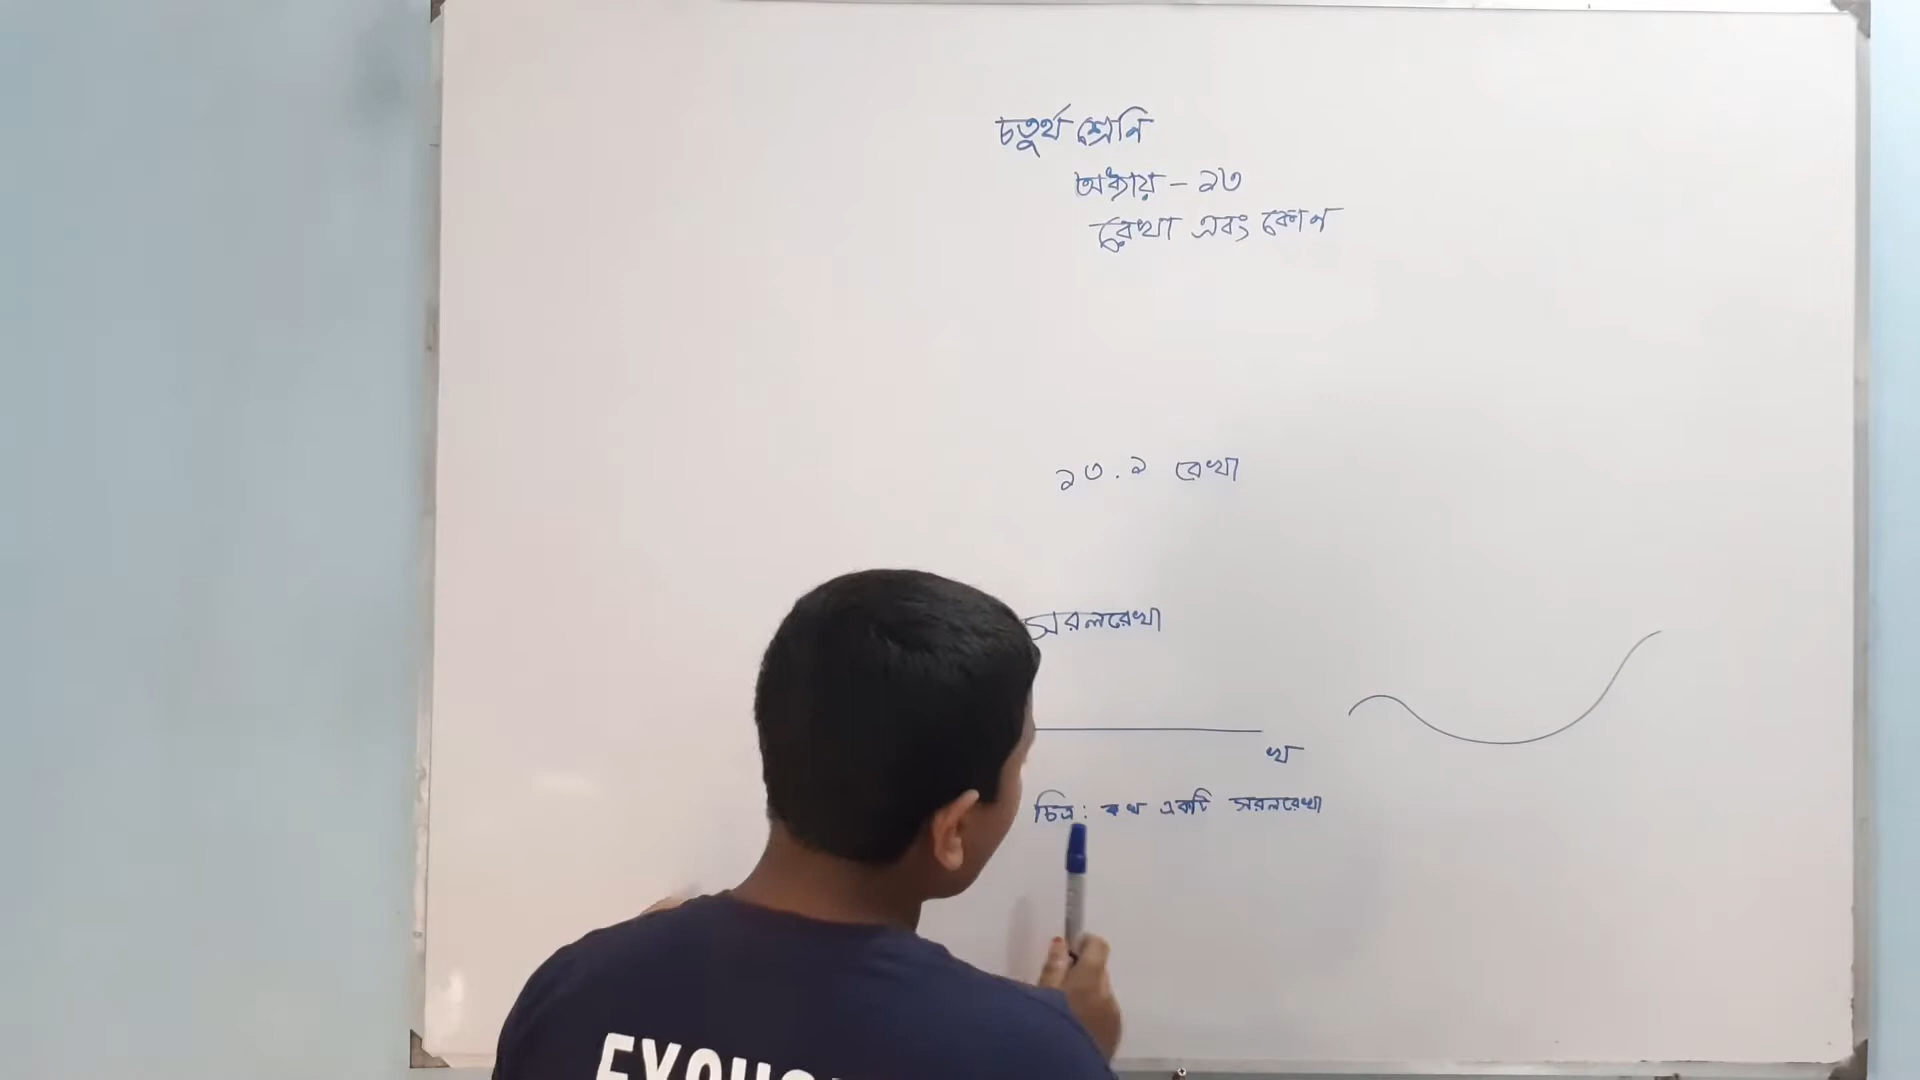 চতুর্থ শ্রেনি
অধ্যায় - ১৩
রেখা এবং কোন
১৩.১ রেখা
সরলরেখা
খ
চিত্র: কখ একটি সরলরেখা